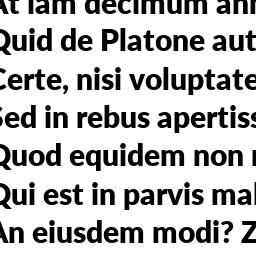 At iam decimum ann
Quid de Platone aut
Certe, nisi voluptate
Sed in rebus apertiss
Quod equidem non r
Qui est in parvis mal
An eiusdem modi? Z